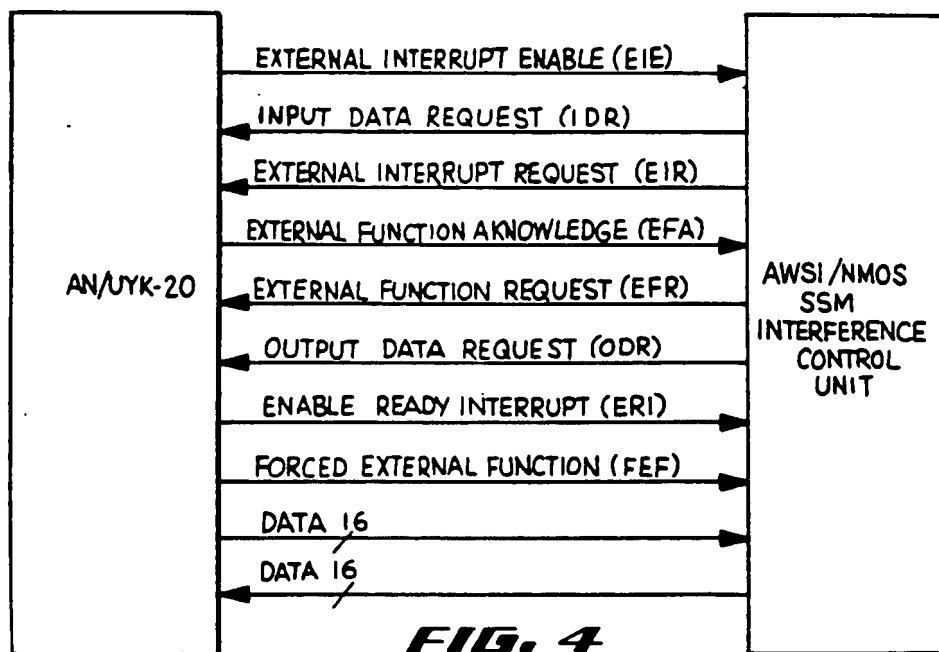 EXTERNAL INTERRUPT ENABLE (EIE)
INPUT DATA REQUEST (IDR)
EXTERNAL INTERRUPT REQUEST (EIR)
EXTERNAL FUNCTION AKNOWLEDGE (EFA)
AN/UYK-20
EXTERNAL FUNCTION REQUEST (EFR)
AWSI/NMOS
SSM
INTERFERENCE
CONTROL
UNIT
OUTPUT DATA REQUEST (ODR)
ENABLE READY INTERRUPT (ERI)
FORCED EXTERNAL FUNCTION (FEF)
DATA 16
DATA 16
FIG. 4